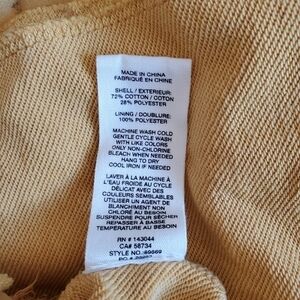 MADE IN CHINA
FABRIQUÉ EN CHINE
SHELL / EXTERIEUR:
72% COTTON / COTON
28% POLYESTER
LINING / DOUBLURE:
100% POLYESTER
MACHINE WASH COLD
GENTLE CYCLE WASH
WITH LIKE COLORS
ONLY NON-CHLORINE
BLEACH WHEN NEEDED
HANG TO DRY
COOL IRON IF NEEDED
LAVER À LA MACHINE À
L'EAU FROIDE AU CYCLE
DÉLICAT AVEC DES
COULEURS SEMBLABLES
UTILISER UN AGENT DE
BLANCHIMENT NON
CHLORÉ AU BESOIN
SUSPENDRE POUR SÉCHER
REPASSER À BASSE
TEMPÉRATURE AU BESOIN
RN # 143044
CA# 58734
STYLE NO.
PO #